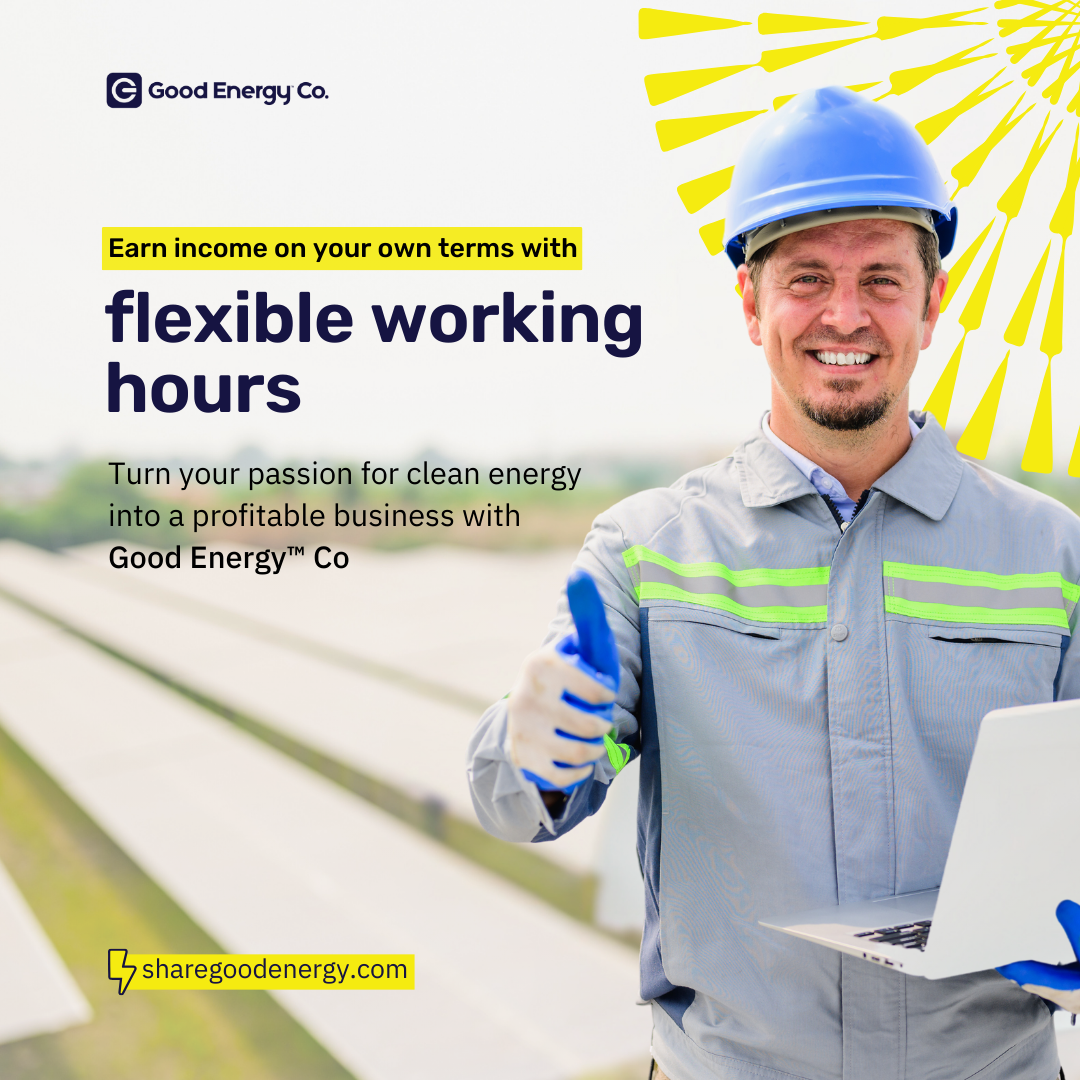 Good Energy Co.
Earn income on your own terms with
flexible working
hours
Turn your passion for clean energy
into a profitable business with
Good Energy™ Co
sharegoodenergy.com